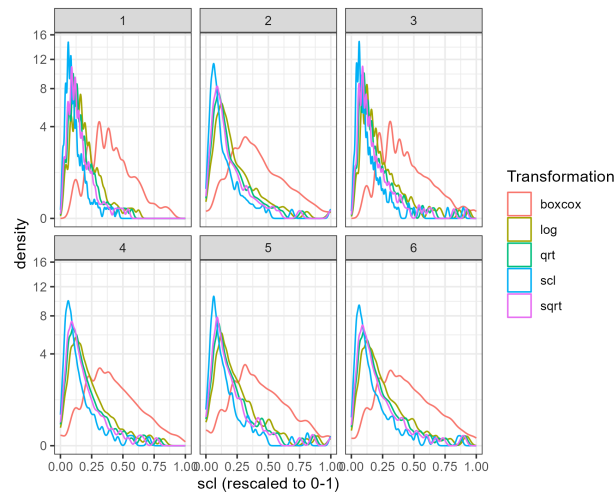 1 2 3
16
12
8
4
0
4 5 6
16
12
8
4
0
0.00 0.25 0.50 0.75 1.00 0.00 0.25 0.50 0.75 1.00 0.00 0.25 0.50 0.75 1.00
scl (rescaled to 0-1)
density
Transformation
boxcox
log
qrt
scl
sqrt